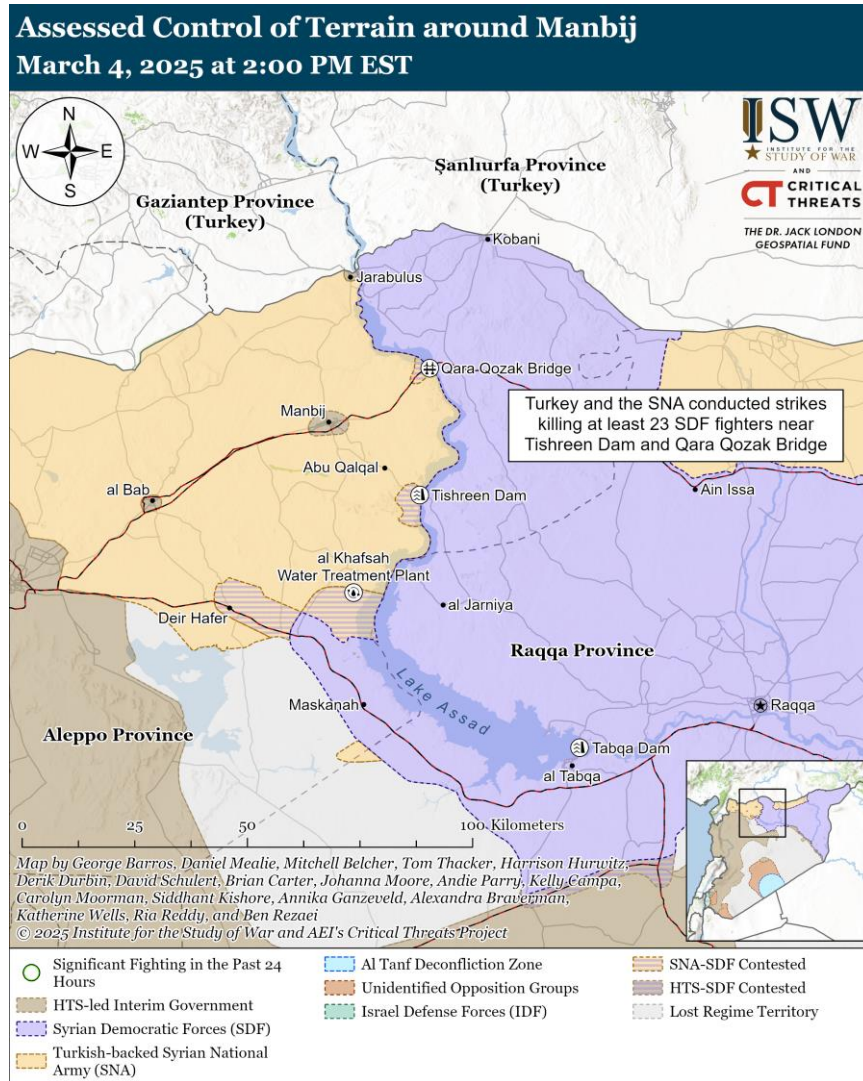 Assessed Control of Terrain around Manbij
March 4, 2025 at 2:00 PM EST
N
W
E
S
ISW
INSTITUTE FOR THE
STUDY OF WAR
AND
CT CRITICAL
THREATS
THE DR. JACK LONDON
GEOSPATIAL FUND
Şanlıurfa Province
(Turkey)
Gaziantep Province
(Turkey)
Kobani
Jarabulus
Qara Qozak Bridge
Turkey and the SNA conducted strikes
killing at least 23 SDF fighters near
Tishreen Dam and Qara Qozak Bridge
Manbij
Abu Qalqal
al Bab
Tishreen Dam
Ain Issa
al Khafsah
Water Treatment Plant
Deir Hafer
al Jarniya
Raqqa Province
Lake Assad
Maskanah
Raqqa
Aleppo Province
Tabqa Dam
al Tabqa
0 25 50 100 Kilometers
Map by George Barros, Daniel Mealie, Mitchell Belcher, Tom Thacker, Harrison Hurwitz,
Derik Durbin, David Schulert, Brian Carter, Johanna Moore, Andie Parry, Kelly Campa,
Carolyn Moorman, Siddhant Kishore, Annika Ganzeveld, Alexandra Braverman,
Katherine Wells, Ria Reddy, and Ben Rezaei
© 2025 Institute for the Study of War and AEI's Critical Threats Project
Significant Fighting in the Past 24
Hours
HTS-led Interim Government
Syrian Democratic Forces (SDF)
Turkish-backed Syrian National
Army (SNA)
Al Tanf Deconfliction Zone
Unidentified Opposition Groups
Israel Defense Forces (IDF)
SNA-SDF Contested
HTS-SDF Contested
Lost Regime Territory